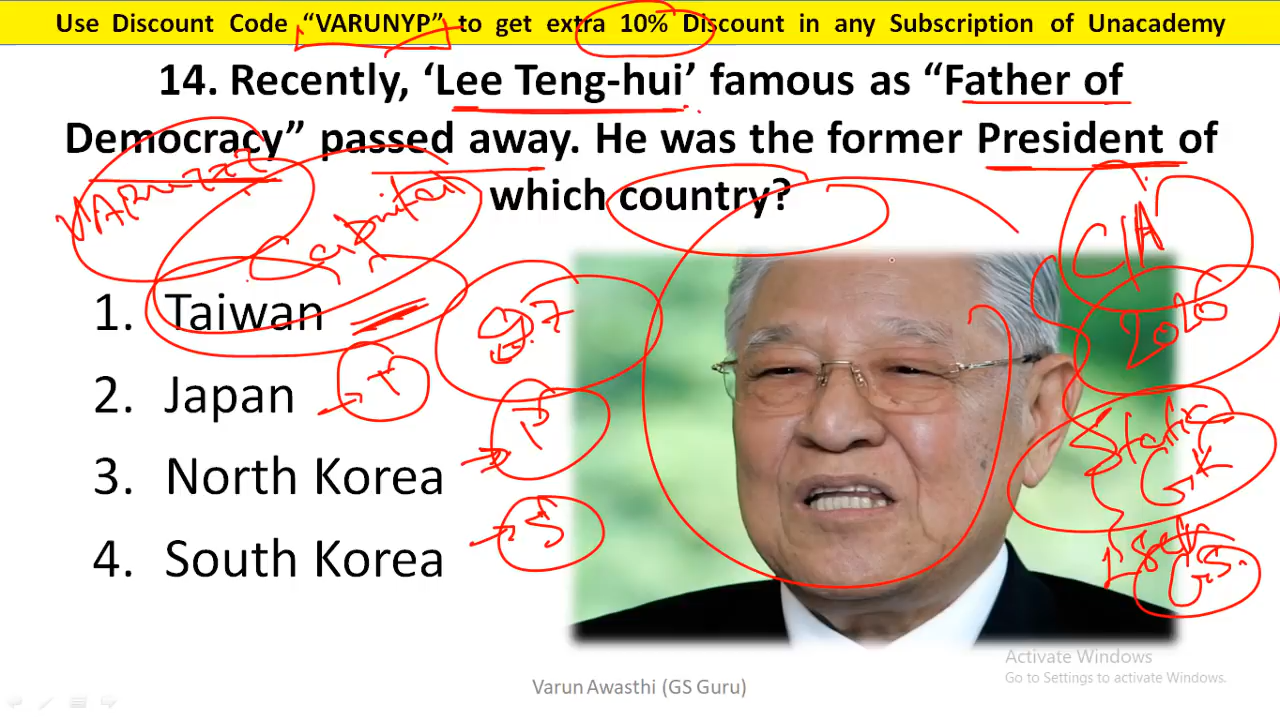 Use Discount Code “VARUNYP” to get extra 10% Discount in any Subscription of Unacademy
14. Recently, ‘Lee Teng-hui’ famous as “Father of
Democracy” passed away. He was the former President of
which country?
Capital
CIA
1. Taiwan
97
2020
2. Japan
T
P
Static
GK
3. North Korea
4. South Korea
S
GS.
Activate Windows
Go to Settings to activate Windows.
Varun Awasthi (GS Guru)